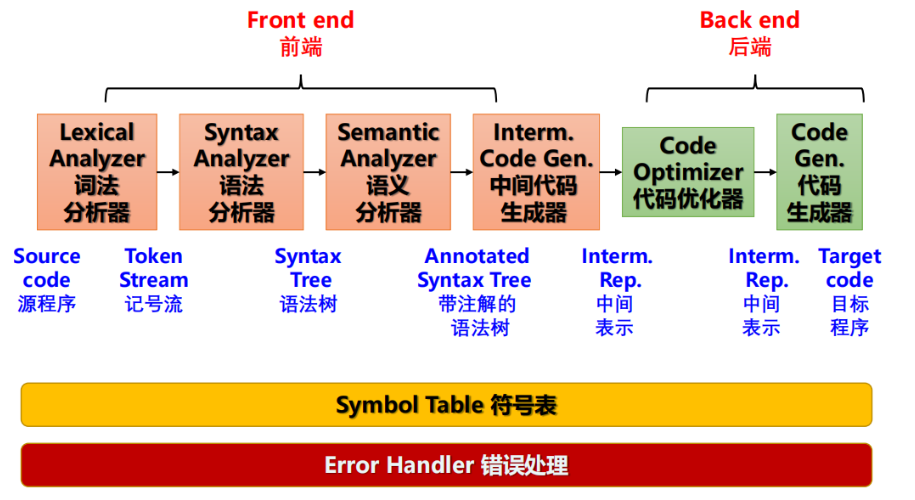 Front end
前端
Back end
后端
Lexical
Analyzer
词法
分析器
Syntax
Analyzer
语法
分析器
Semantic
Analyzer
语义
分析器
Interm.
Code Gen.
中间代码
生成器
Code
Optimizer
代码优化器
Code
Gen.
代码
生成器
Source
code
源程序
Token
Stream
记号流
Syntax
Tree
语法树
Annotated
Syntax Tree
带注解的
语法树
Interm.
Rep.
中间
表示
Interm.
Rep.
中间
表示
Target
code
目标
程序
Symbol Table 符号表
Error Handler 错误处理